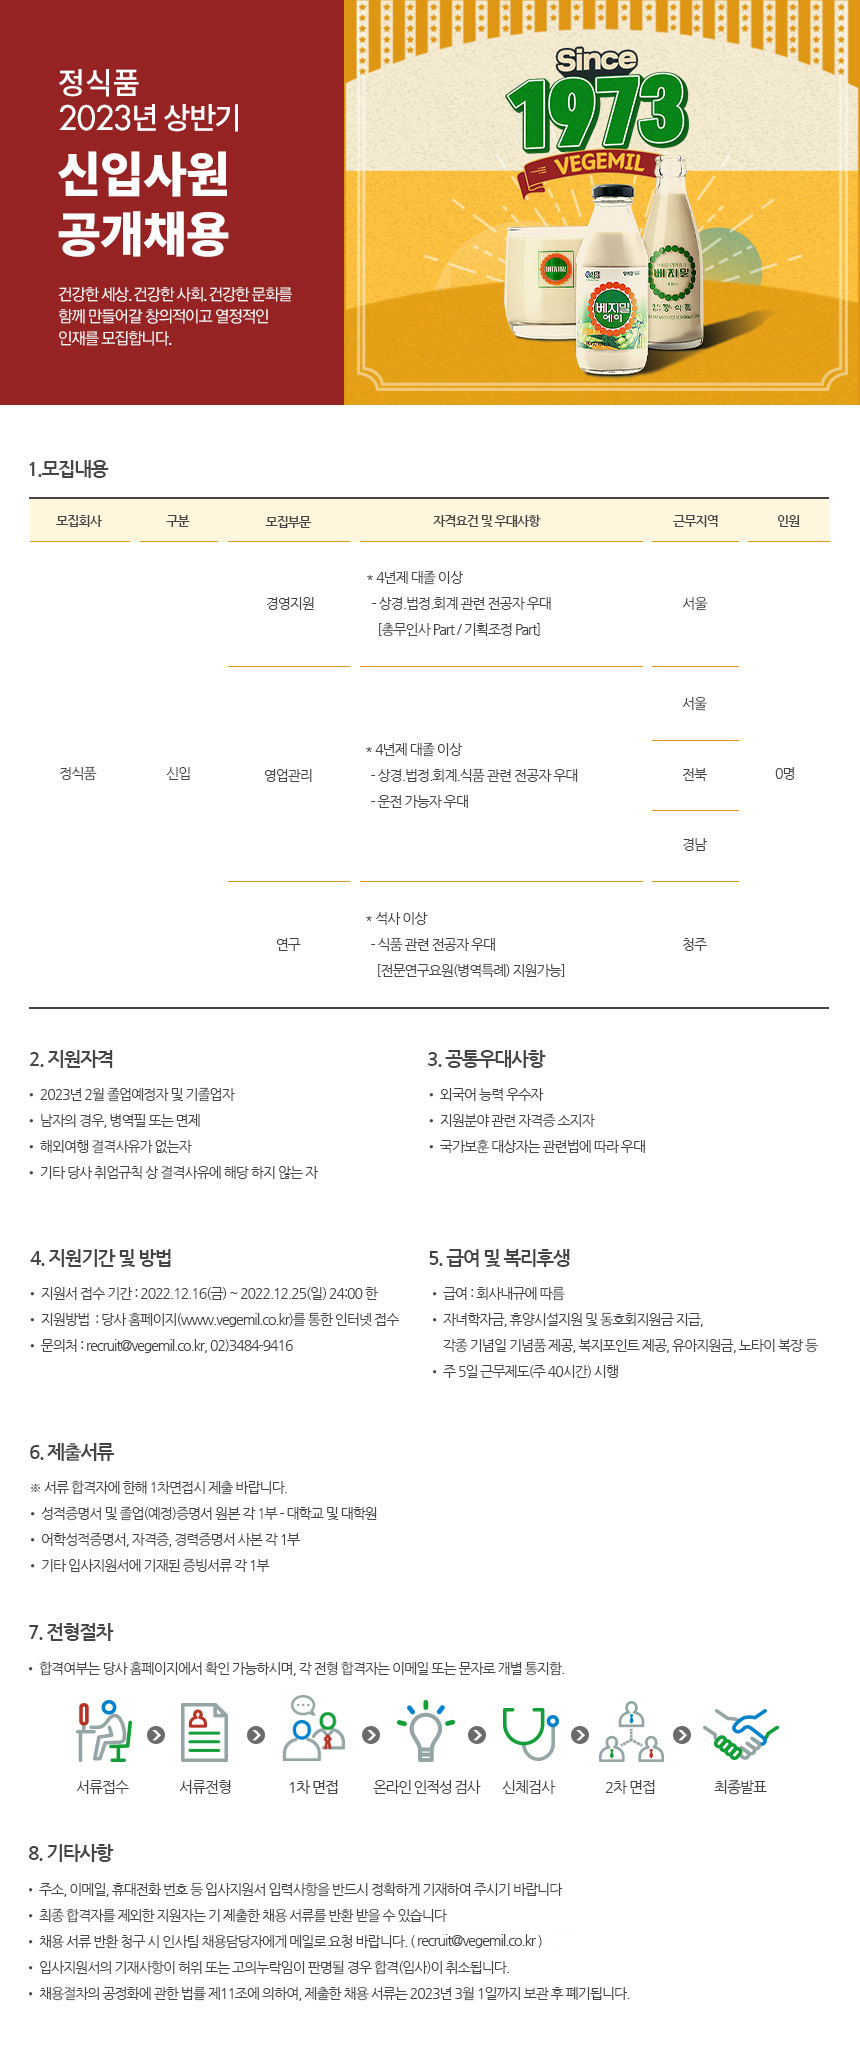 정식품
2023년 상반기
신입사원
공개채용
건강한 세상. 건강한 사회. 건강한 문화를
함께 만들어갈 창의적이고 열정적인
인재를 모집합니다.
Since
1973
VEGEMIL
베지밀
베지밀
에이
베지밀
정식품
1.모집내용
모집회사 구분 모집부문 자격요건 및 우대사항 근무지역 인원
* 4년제 대졸 이상
경영지원 - 상경.법정.회계 관련 전공자 우대 서울
[총무인사 Part / 기획조정 Part]
서울
* 4년제 대졸 이상
정식품 신입 영업관리 - 상경.법정.회계.식품 관련 전공자 우대 전북 0명
- 운전 가능자 우대
경남
* 석사 이상
연구 - 식품 관련 전공자 우대 청주
[전문연구요원(병역특례) 지원가능]
2. 지원자격
• 2023년 2월 졸업예정자 및 기졸업자
• 남자의 경우, 병역필 또는 면제
• 해외여행 결격사유가 없는자
• 기타 당사 취업규칙 상 결격사유에 해당 하지 않는 자
3. 공통우대사항
• 외국어 능력 우수자
• 지원분야 관련 자격증 소지자
• 국가보훈 대상자는 관련법에 따라 우대
4. 지원기간 및 방법
• 지원서 접수 기간 : 2022.12.16(금) ~ 2022.12.25(일) 24:00 한
• 지원방법 : 당사 홈페이지(www.vegemil.co.kr)를 통한 인터넷 접수
• 문의처 : recruit@vegemil.co.kr, 02)3484-9416
5. 급여 및 복리후생
• 급여 : 회사내규에 따름
• 자녀학자금, 휴양시설지원 및 동호회지원금 지급,
각종 기념일 기념품 제공, 복지포인트 제공, 유아지원금, 노타이 복장 등
• 주 5일 근무제도(주 40시간) 시행
6. 제출서류
※ 서류 합격자에 한해 1차면접시 제출 바랍니다.
• 성적증명서 및 졸업(예정)증명서 원본 각 1부 - 대학교 및 대학원
• 어학성적증명서, 자격증, 경력증명서 사본 각 1부
• 기타 입사지원서에 기재된 증빙서류 각 1부
7. 전형절차
• 합격여부는 당사 홈페이지에서 확인 가능하시며, 각 전형 합격자는 이메일 또는 문자로 개별 통지함.
서류접수 서류전형 1차 면접 온라인 인적성 검사 신체검사 2차 면접 최종발표
8. 기타사항
• 주소, 이메일, 휴대전화 번호 등 입사지원서 입력사항을 반드시 정확하게 기재하여 주시기 바랍니다
• 최종 합격자를 제외한 지원자는 기 제출한 채용 서류를 반환 받을 수 있습니다
• 채용 서류 반환 청구 시 인사팀 채용담당자에게 메일로 요청 바랍니다. ( recruit@vegemil.co.kr )
• 입사지원서의 기재사항이 허위 또는 고의누락임이 판명될 경우 합격(입사)이 취소됩니다.
• 채용절차의 공정화에 관한 법률 제11조에 의하여, 제출한 채용 서류는 2023년 3월 1일까지 보관 후 폐기됩니다.